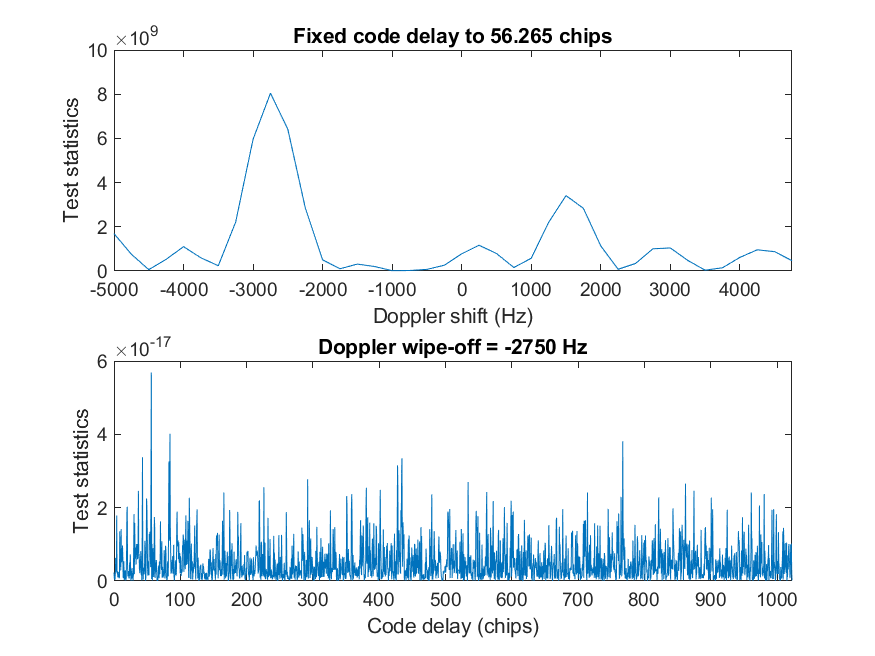 Fixed code delay to 56.265 chips
×10⁹
10
8
6
4
2
0
Test statistics
-5000 -4000 -3000 -2000 -1000 0 1000 2000 3000 4000
Doppler shift (Hz)
Doppler wipe-off = -2750 Hz
×10⁻¹⁷
6
4
2
0
Test statistics
0 100 200 300 400 500 600 700 800 900 1000
Code delay (chips)